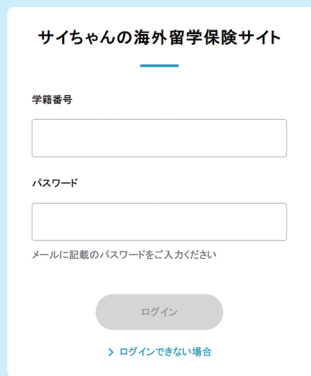 サイちゃんの海外留学保険サイト
学籍番号
パスワード
メールに記載のパスワードをご入力ください
ログイン
ログインできない場合